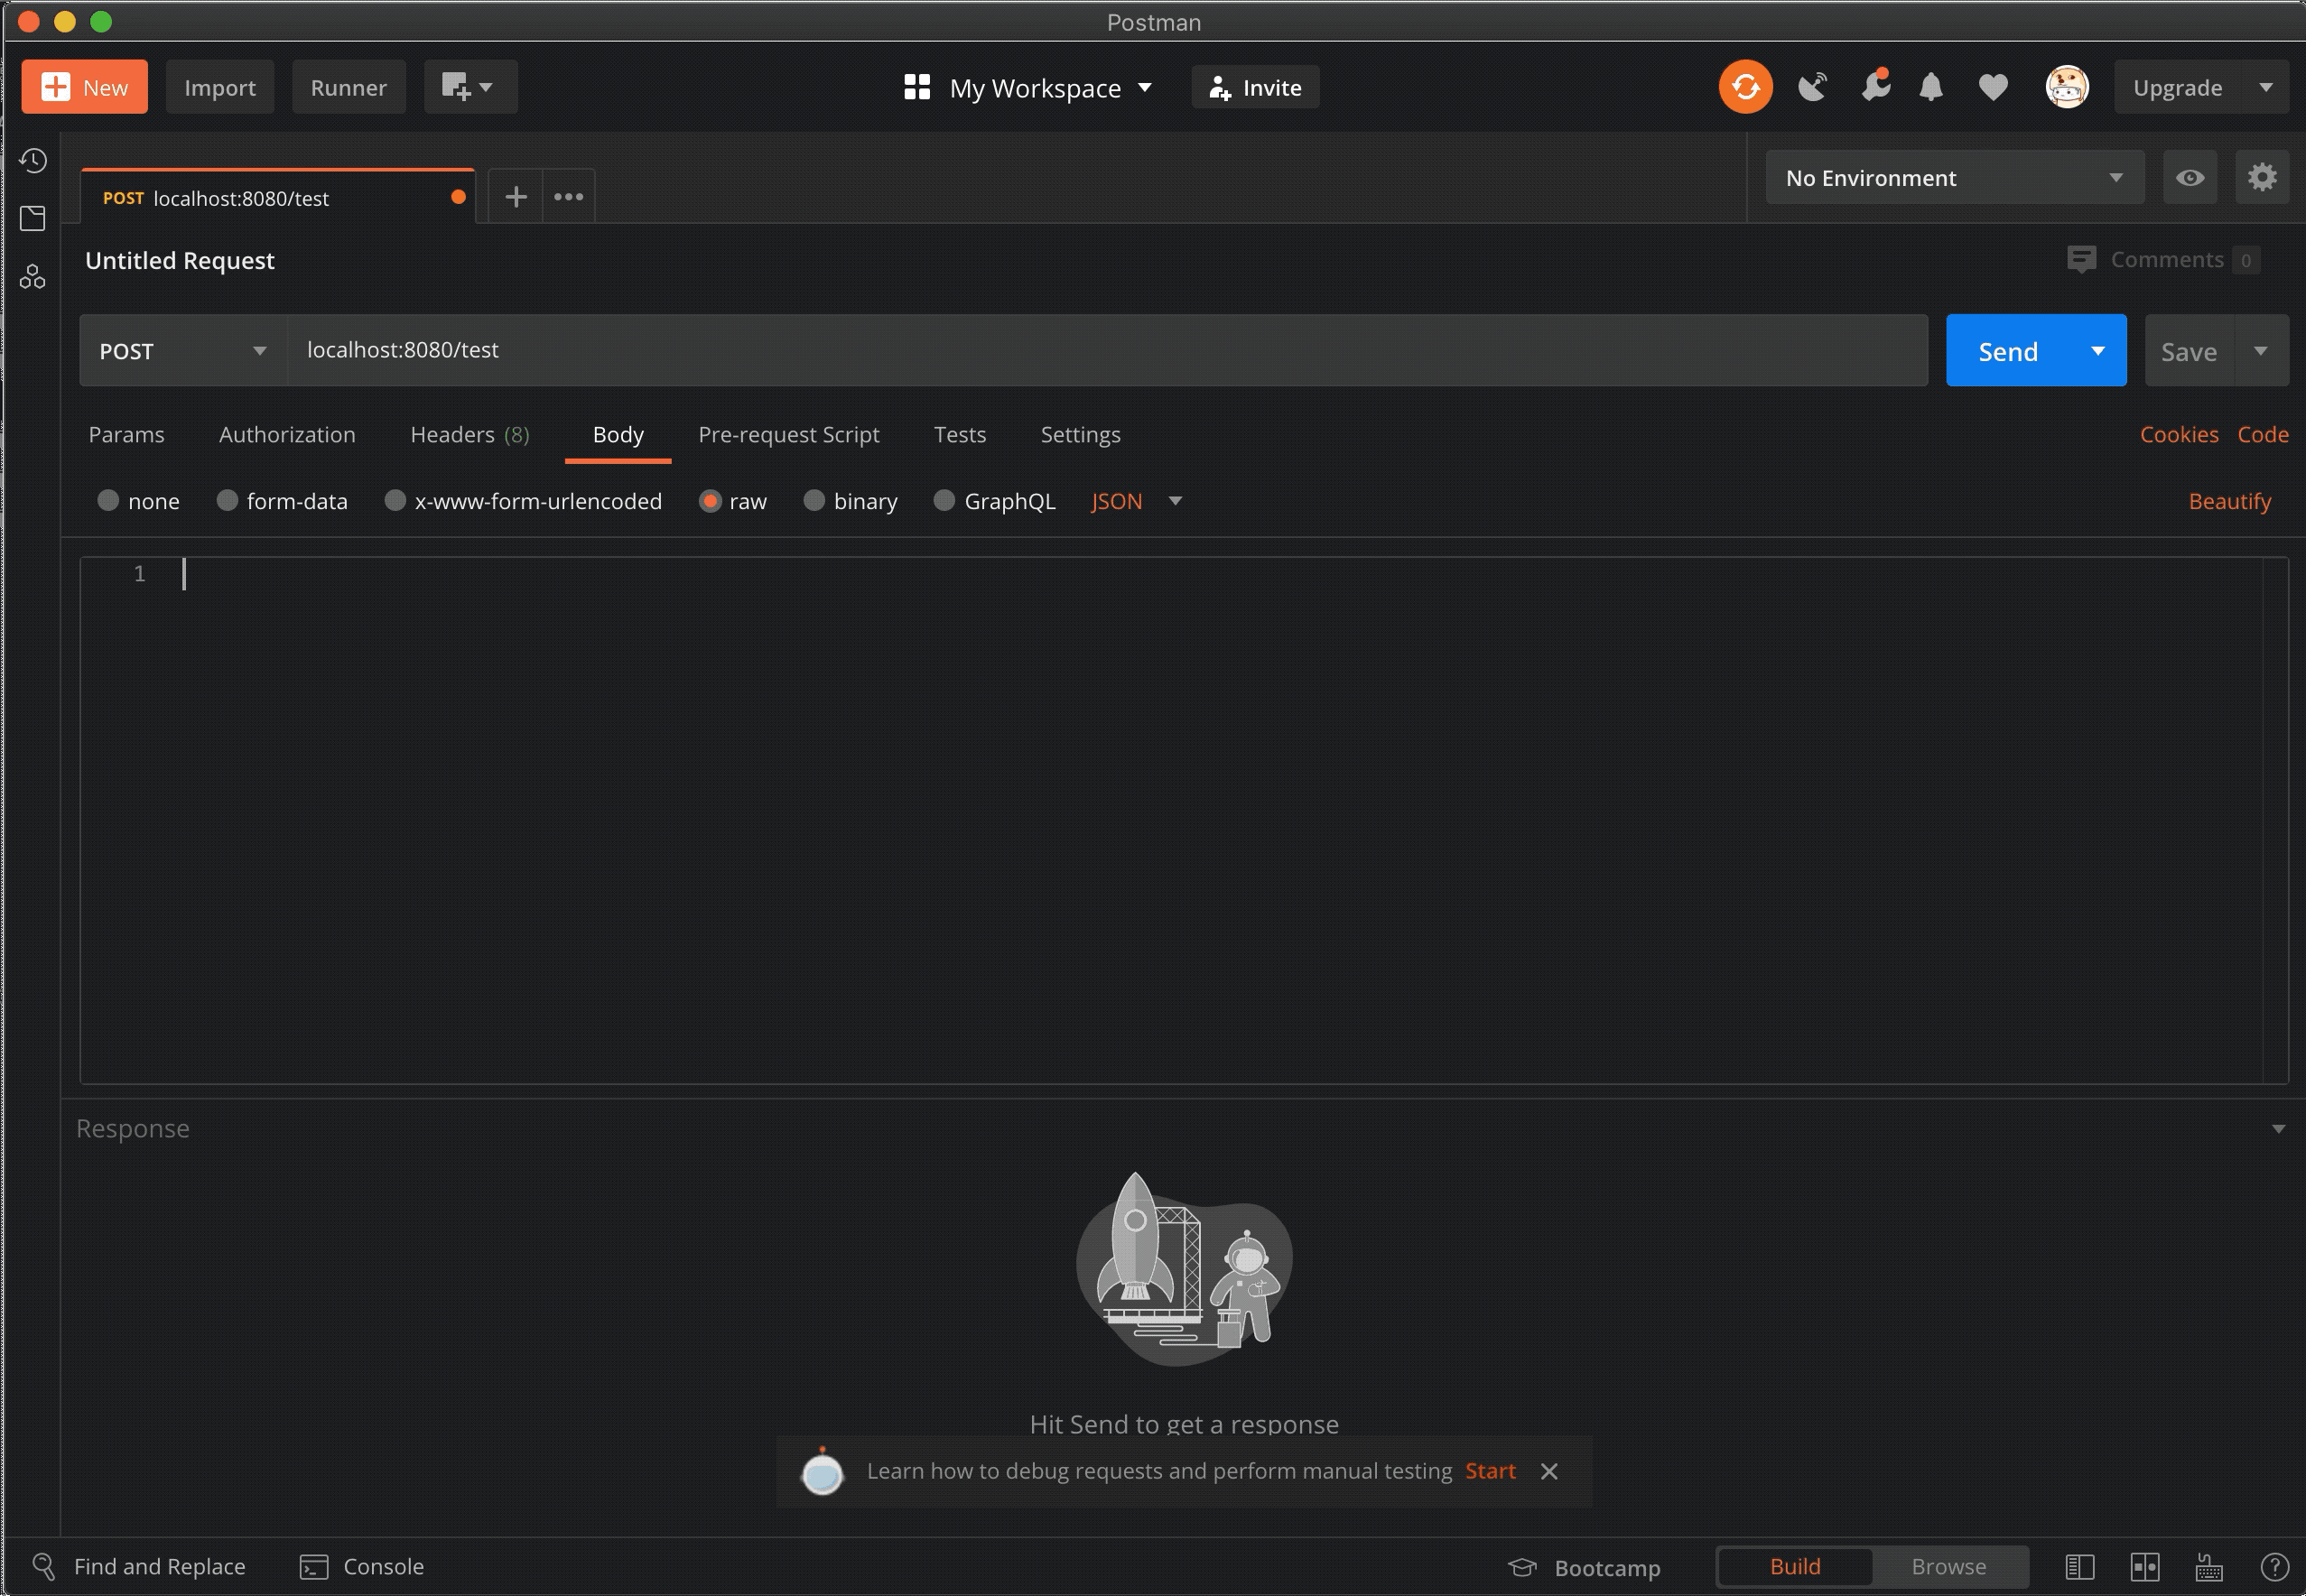 Postman
New Import Runner My Workspace Invite Upgrade
POST localhost:8080/test No Environment
Untitled Request Comments 0
POST localhost:8080/test Send Save
Params Authorization Headers (8) Body Pre-request Script Tests Settings Cookies Code
none form-data x-www-form-urlencoded raw binary GraphQL JSON Beautify
1
Response
Hit Send to get a response
Learn how to debug requests and perform manual testing Start
Find and Replace Console Bootcamp Build Browse